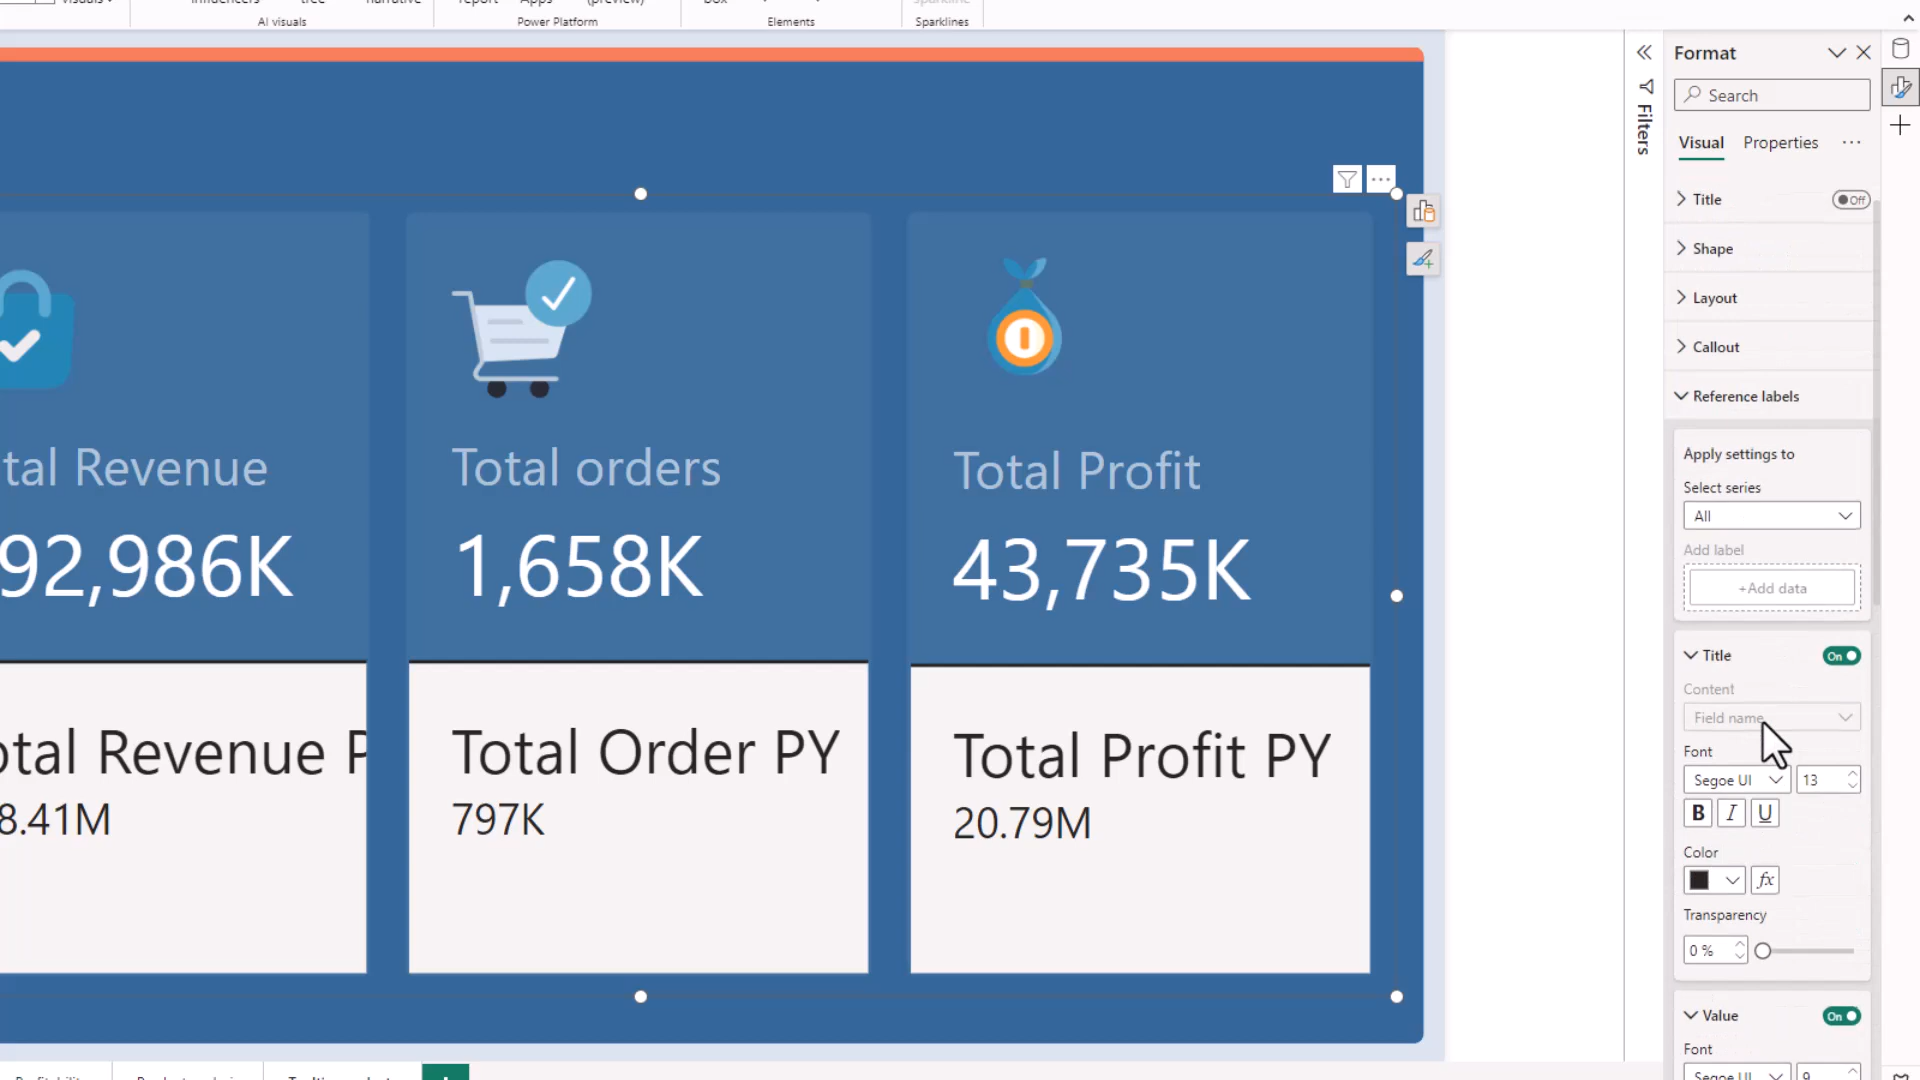 AI visuals
Power Platform
Elements
Sparklines
Format
Search
Visual
Properties
Filters
Title
Off
Shape
Layout
Callout
Reference labels
Apply settings to
Select series
All
Add label
+Add data
Title
On
Content
Field name
Font
Segoe UI
13
B
I
U
Color
fx
Transparency
0 %
Value
On
Font
tal Revenue
92,986K
8.41M
Total orders
1,658K
Total Order PY
797K
Total Profit
43,735K
Total Profit PY
20.79M
otal Revenue P